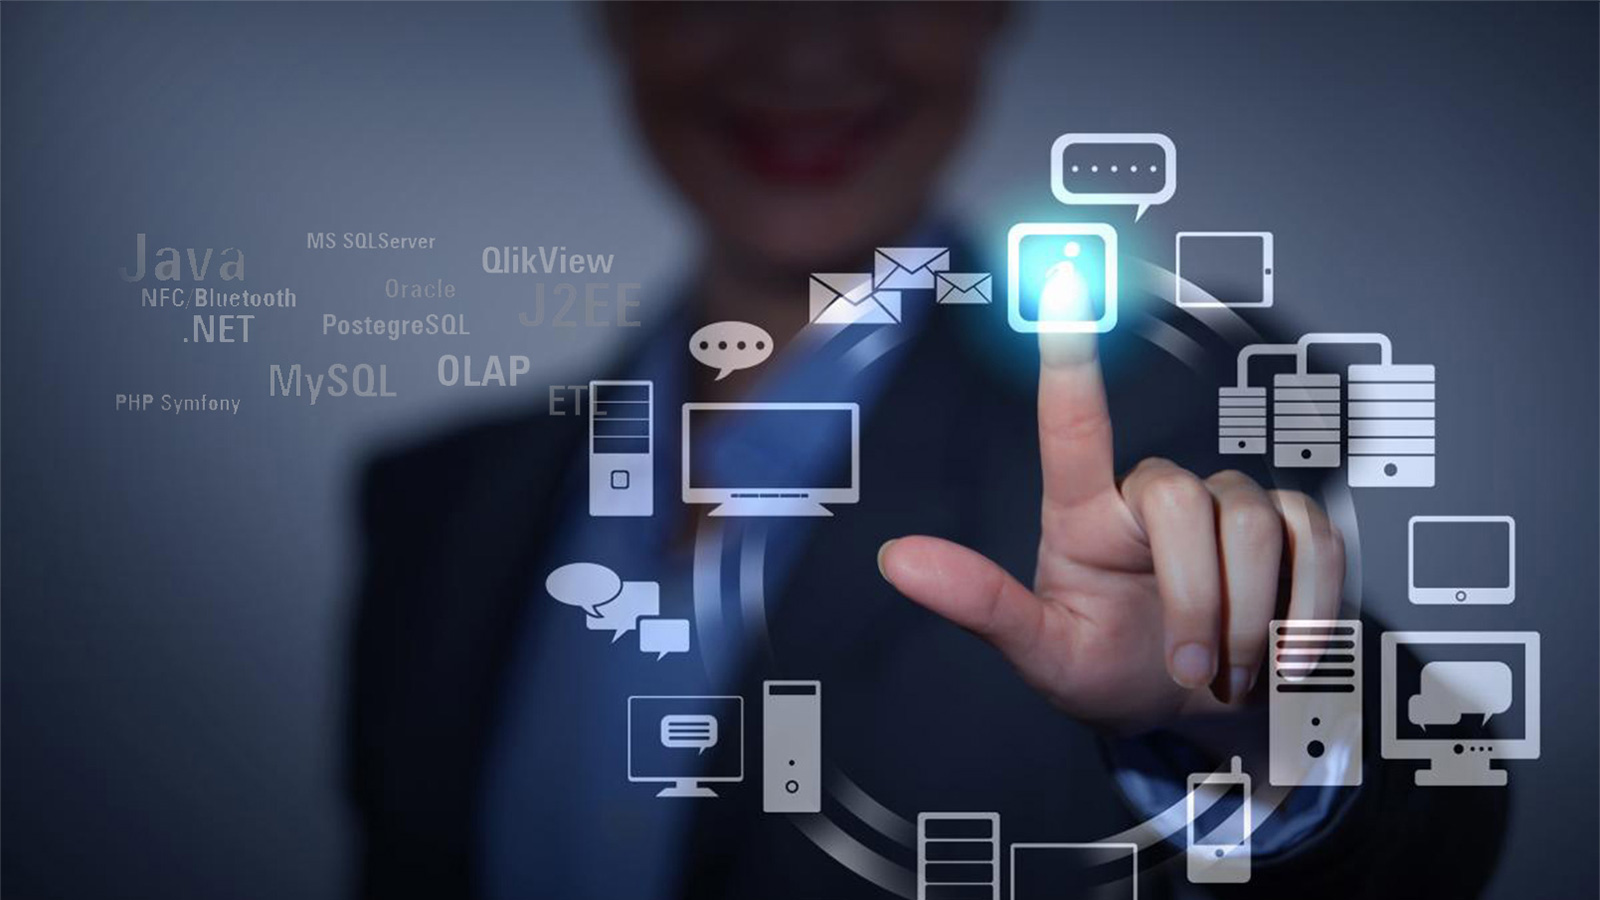 Java
MS SQLServer
QlikView
NFC/Bluetooth
Oracle
J2EE
.NET
PostegreSQL
MySQL
OLAP
PHP Symfony
ETL